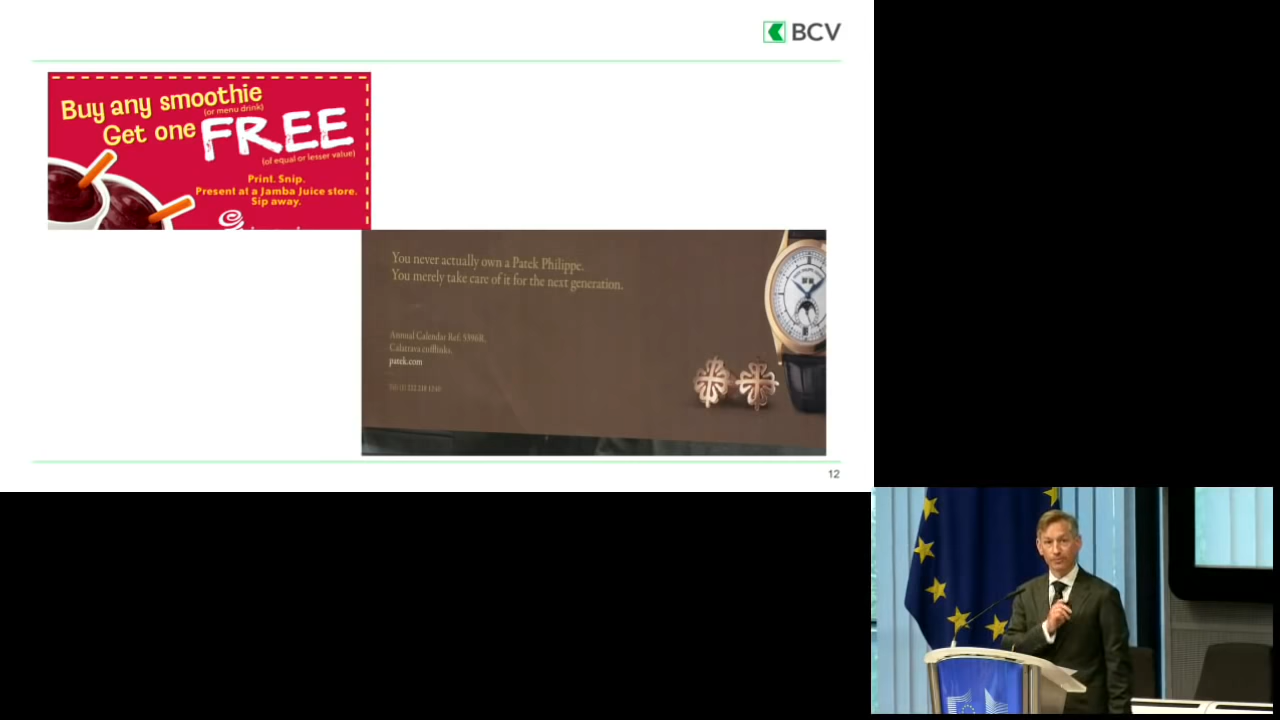 BCV
Buy any smoothie
(or menu drink)
Get one FREE
(of equal or lesser value)
Print. Snip.
Present at a Jamba Juice store.
Sip away.
You never actually own a Patek Philippe.
You merely take care of it for the next generation.
Annual Calendar Ref. 5396R,
Calatrava cufflinks.
patek.com
12